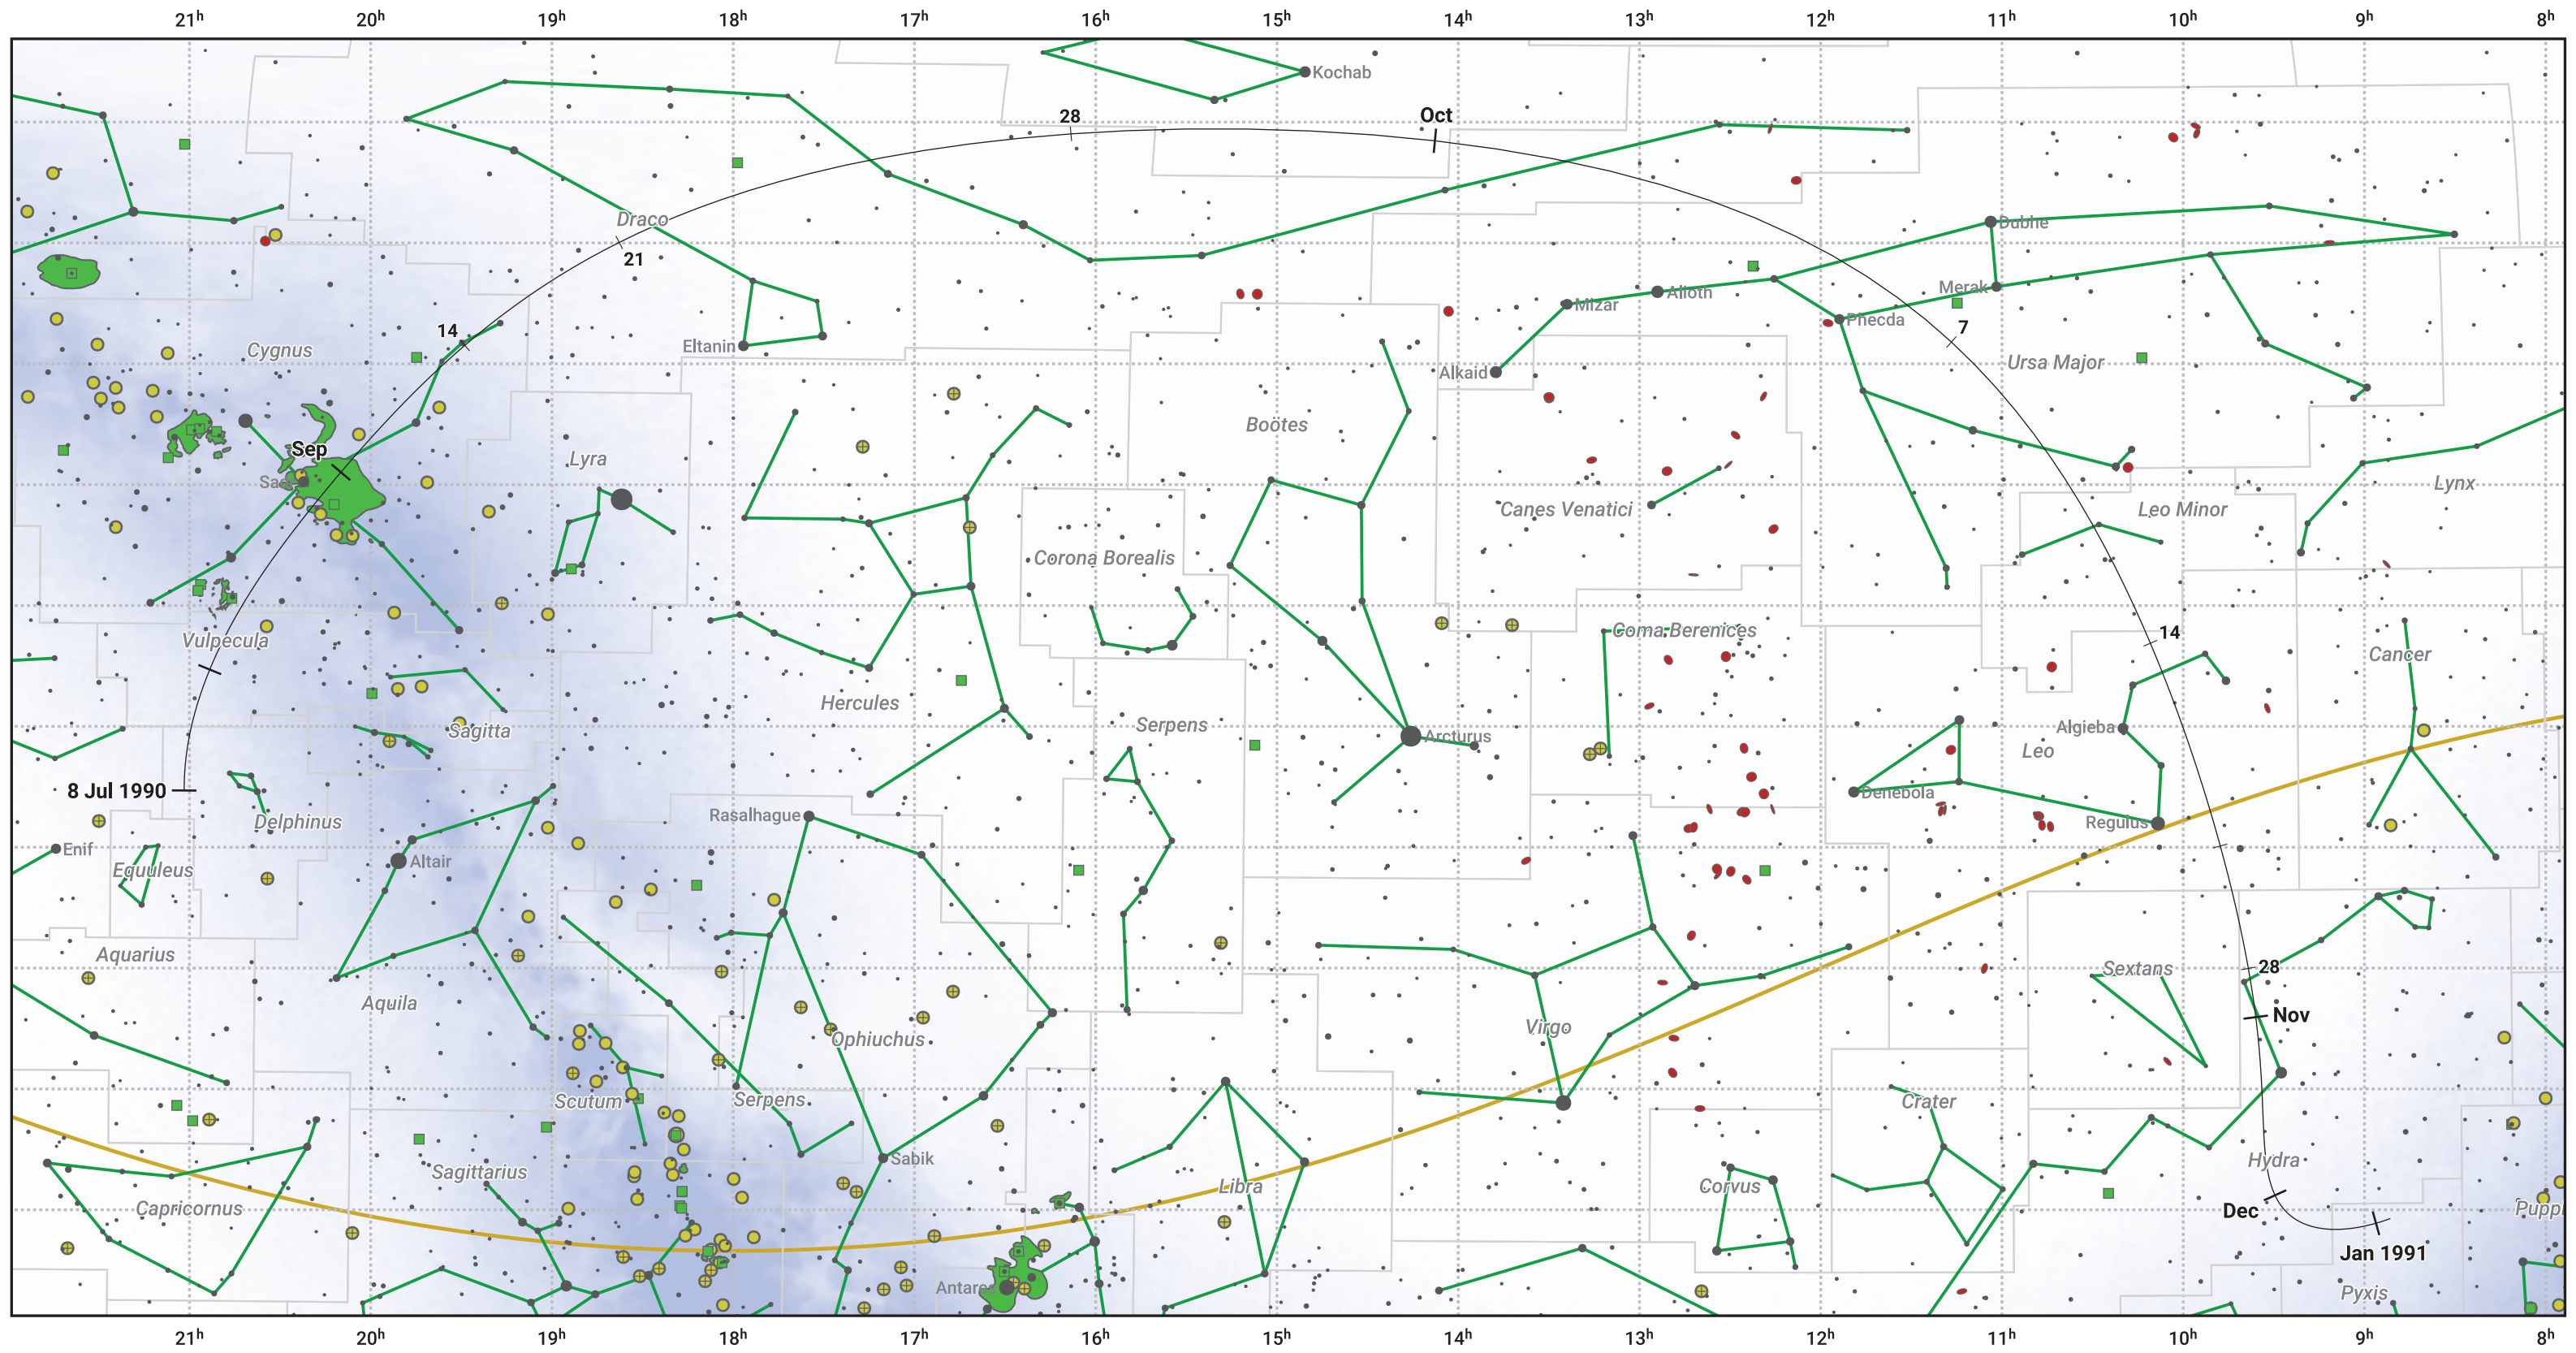 21h 20h 19h 18h 17h 16h 15h 14h 13h 12h 11h 10h 9h 8h
Kochab
28
Oct
Draco
21
Dubhe
Merak
Alioth
Mizar
Phecda
7
14
Eltanin
Cygnus
Ursa Major
Alkaid
Boötes
Sep
Lyra
Lynx
Canes Venatici
Leo Minor
Corona Borealis
Vulpecula
Coma Berenices
14
Cancer
Hercules
Serpens
Sagitta
Arcturus
Algieba
Leo
8 Jul 1990
Denebola
Delphinus
Rasalhague
Regulus
Enif
Altair
Equuleus
Aquarius
Sextans
28
Aquila
Nov
Virgo
Ophiuchus
Scutum
Serpens
Crater
Sabik
Hydra
Sagittarius
Libra
Corvus
Capricornus
Dec
Pupp
Jan 1991
Antares
Pyxis
21h 20h 19h 18h 17h 16h 15h 14h 13h 12h 11h 10h 9h 8h